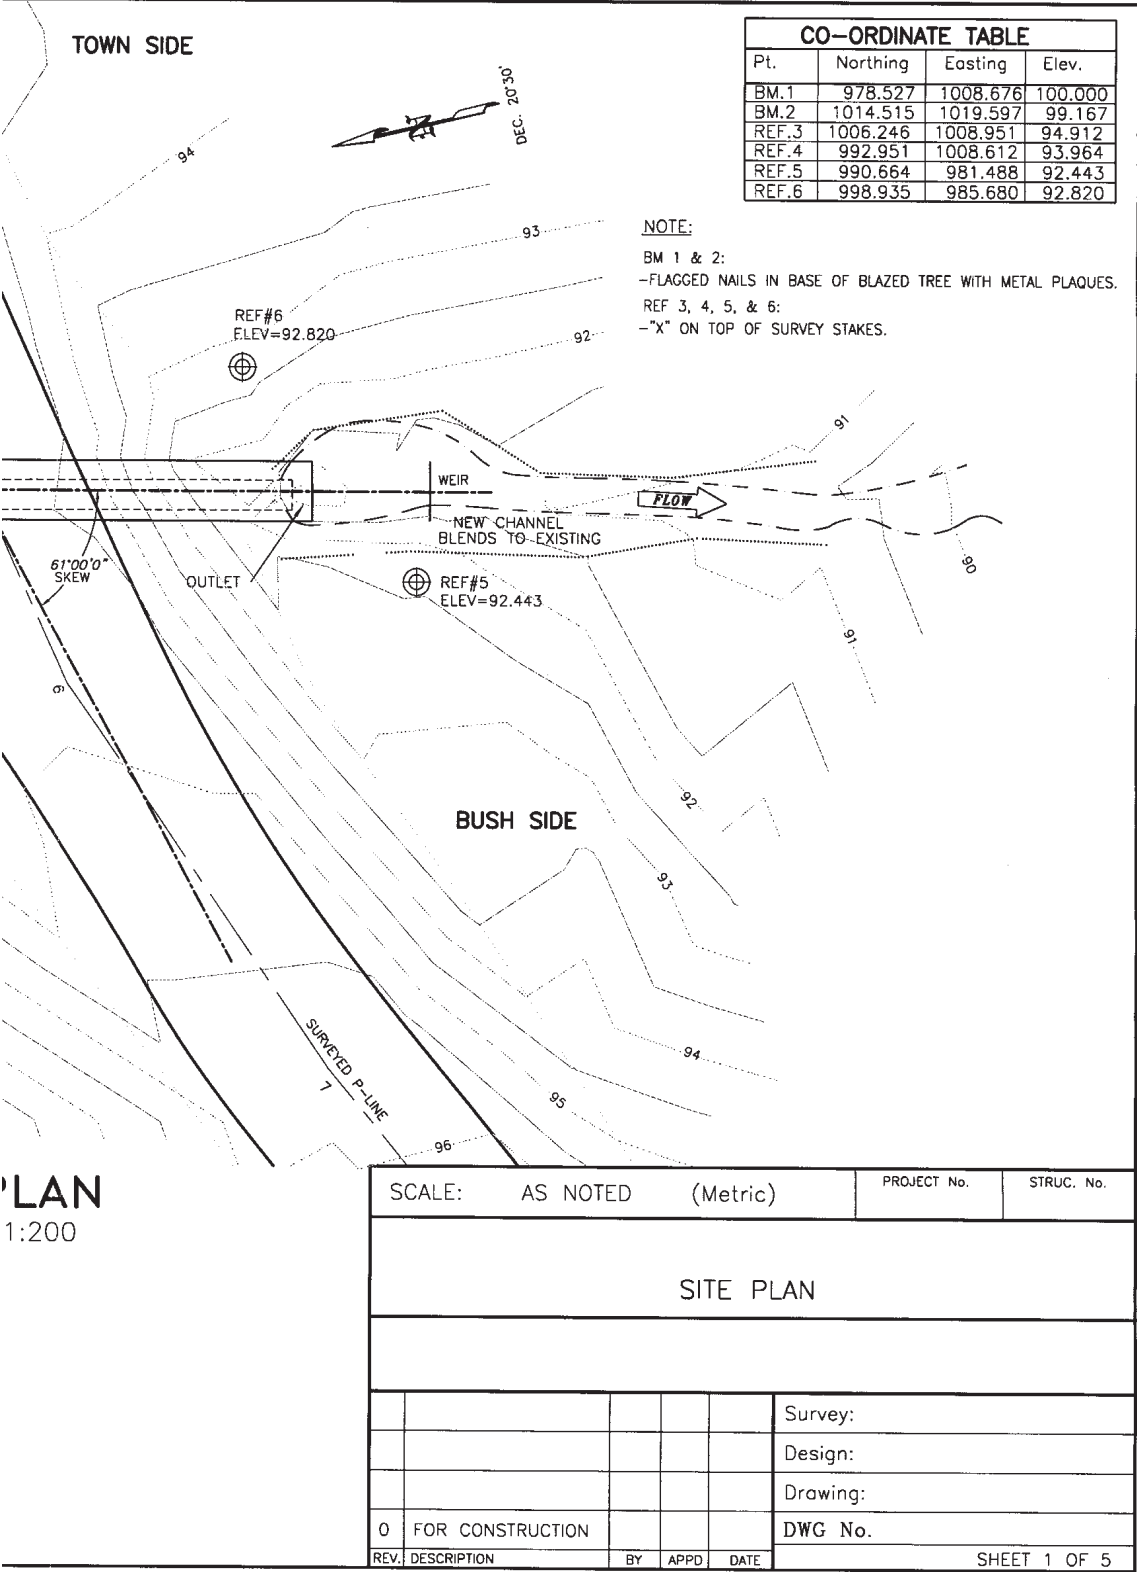 TOWN SIDE
DEC. 20°30'
CO-ORDINATE TABLE
Pt. Northing Easting Elev.
BM.1 978.527 1008.676 100.000
BM.2 1014.515 1019.597 99.167
REF.3 1006.246 1008.951 94.912
REF.4 992.951 1008.612 93.964
REF.5 990.664 981.488 92.443
REF.6 998.935 985.680 92.820
NOTE:
BM 1 & 2:
-FLAGGED NAILS IN BASE OF BLAZED TREE WITH METAL PLAQUES.
REF 3, 4, 5, & 6:
-"X" ON TOP OF SURVEY STAKES.
94
93
92
REF#6
ELEV=92.820
91
WEIR
FLOW
NEW CHANNEL
BLENDS TO EXISTING
61°00'0"
SKEW
OUTLET
REF#5
ELEV=92.443
90
91
6
92
BUSH SIDE
93
94
95
96
SURVEYED P-LINE
7
PLAN
1:200
SCALE: AS NOTED (Metric)
PROJECT No.
STRUC. No.
SITE PLAN
Survey:
Design:
Drawing:
0 FOR CONSTRUCTION
DWG No.
REV. DESCRIPTION BY APPD DATE
SHEET 1 OF 5